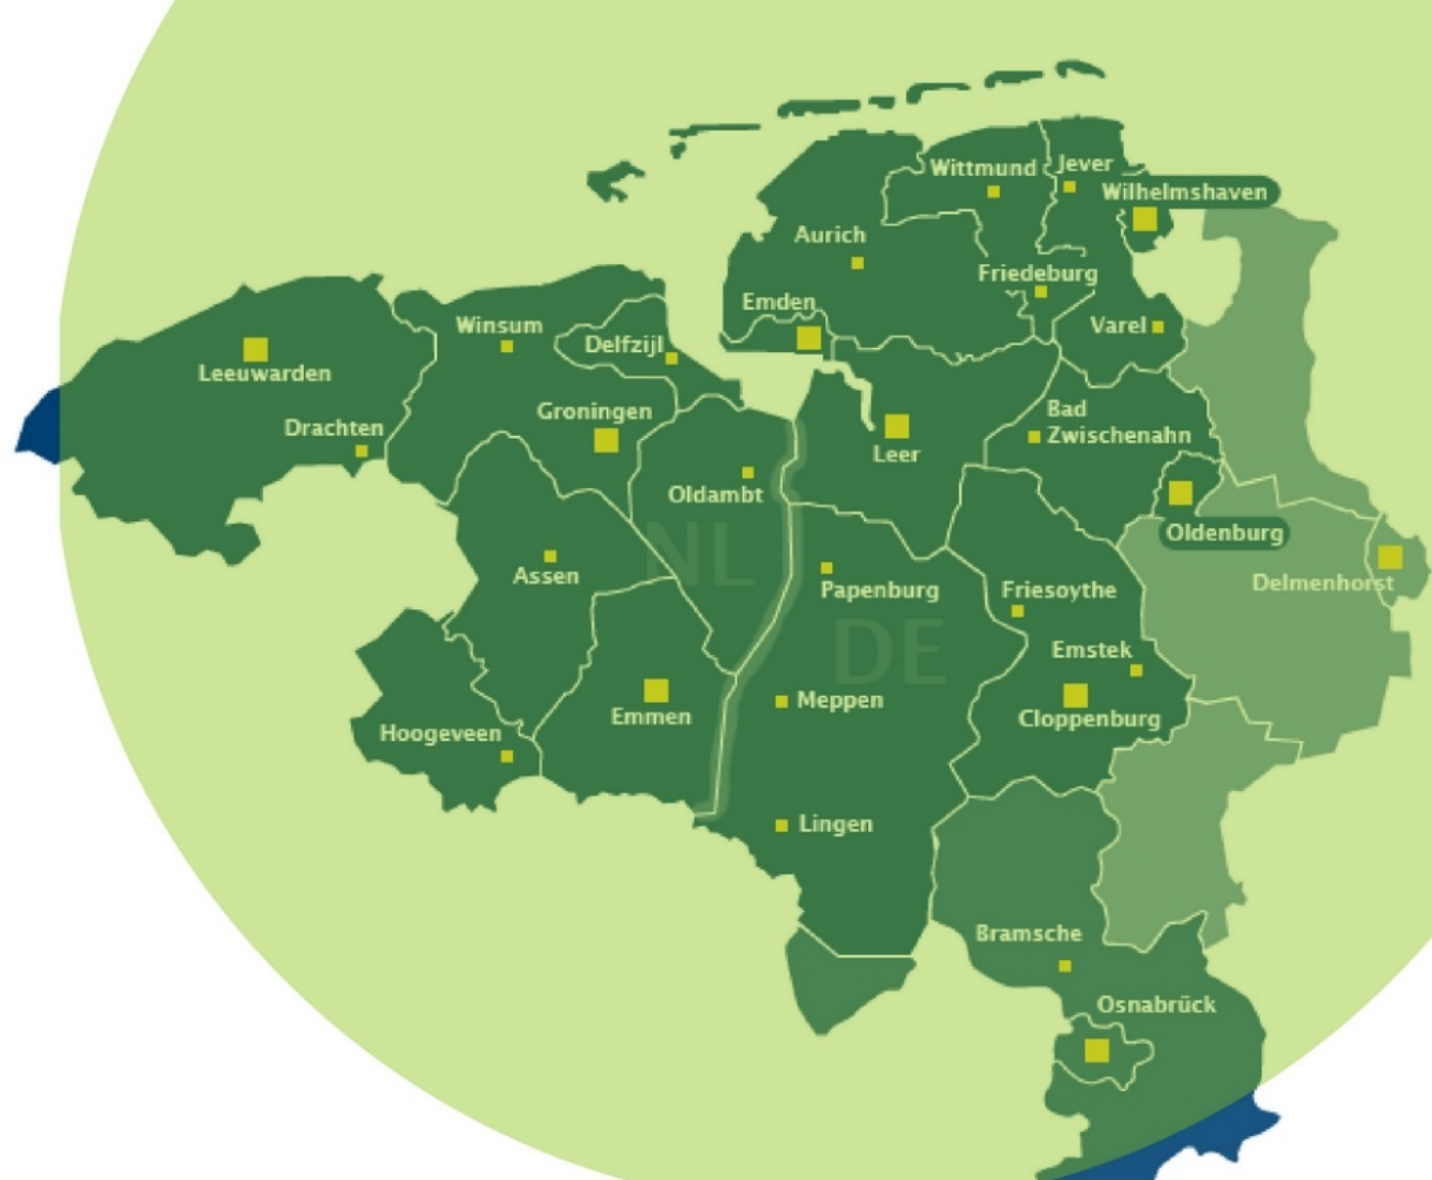 Wittmund
Jever
Wilhelmshaven
Aurich
Friedeburg
Emden
Winsum
Delfzijl
Varel
Leeuwarden
Groningen
Bad
Zwischenahn
Drachten
Leer
Oldambt
Oldenburg
NL
Assen
Delmenhorst
Papenburg
Friesoythe
DE
Emstek
Meppen
Emmen
Cloppenburg
Hoogeveen
Lingen
Bramsche
Osnabrück